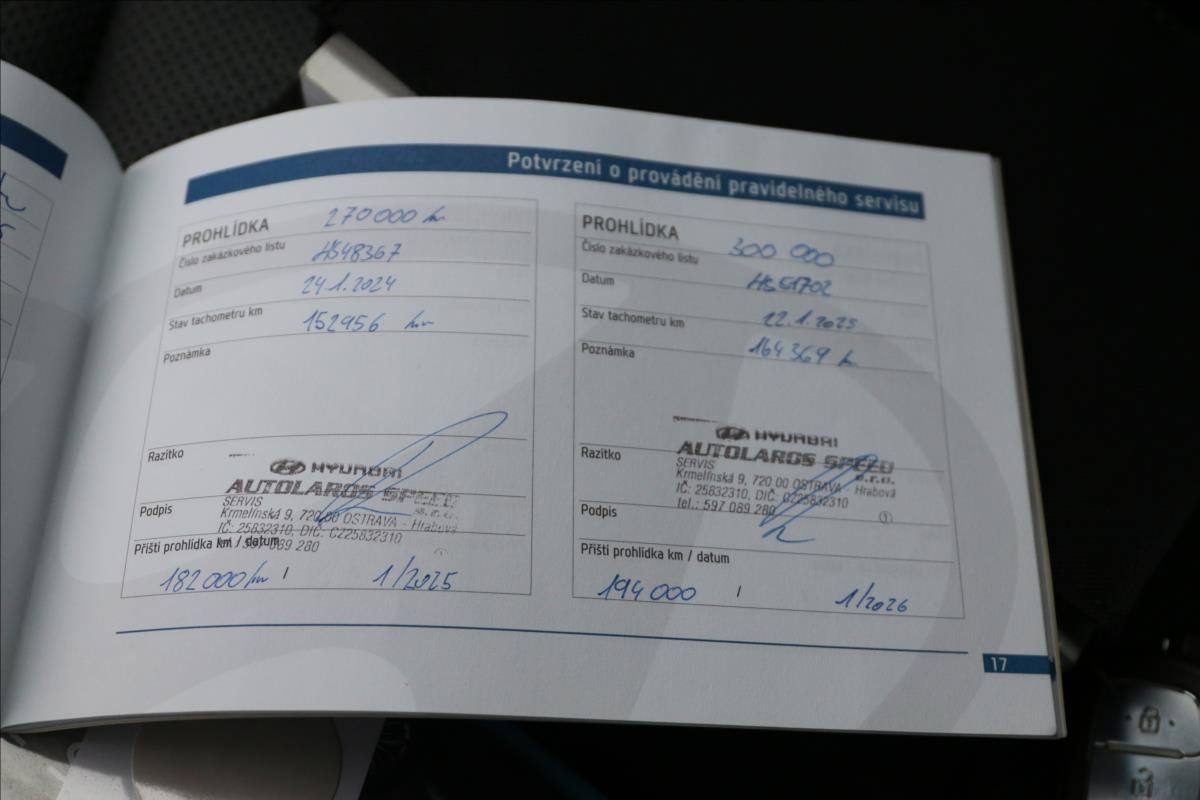 Potvrzení o provádění pravidelného servisu
PROHLÍDKA 270 000 km
Číslo zakázkového listu HS48367
Datum 24.1.2024
Stav tachometru km 152956 km
Poznámka
Razítko
HYUNDAI
AUTOLAROS SPEED
s.r.o.
SERVIS
Krmelínská 9, 720 00 OSTRAVA - Hrabová
IČ: 25832310, DIČ: CZ25832310
Podpis
Příští prohlídka km / datum
182 000 km / 1/2025
PROHLÍDKA 300 000
Číslo zakázkového listu HS51702
Datum 22.1.2025
Stav tachometru km 164369 km
Poznámka
Razítko
HYUNDAI
AUTOLAROS SPEED
s.r.o.
SERVIS
Krmelínská 9, 720 00 OSTRAVA - Hrabová
IČ: 25832310, DIČ: CZ25832310
tel.: 597 089 280
Podpis
Příští prohlídka km / datum
194 000 / 1/2026
17